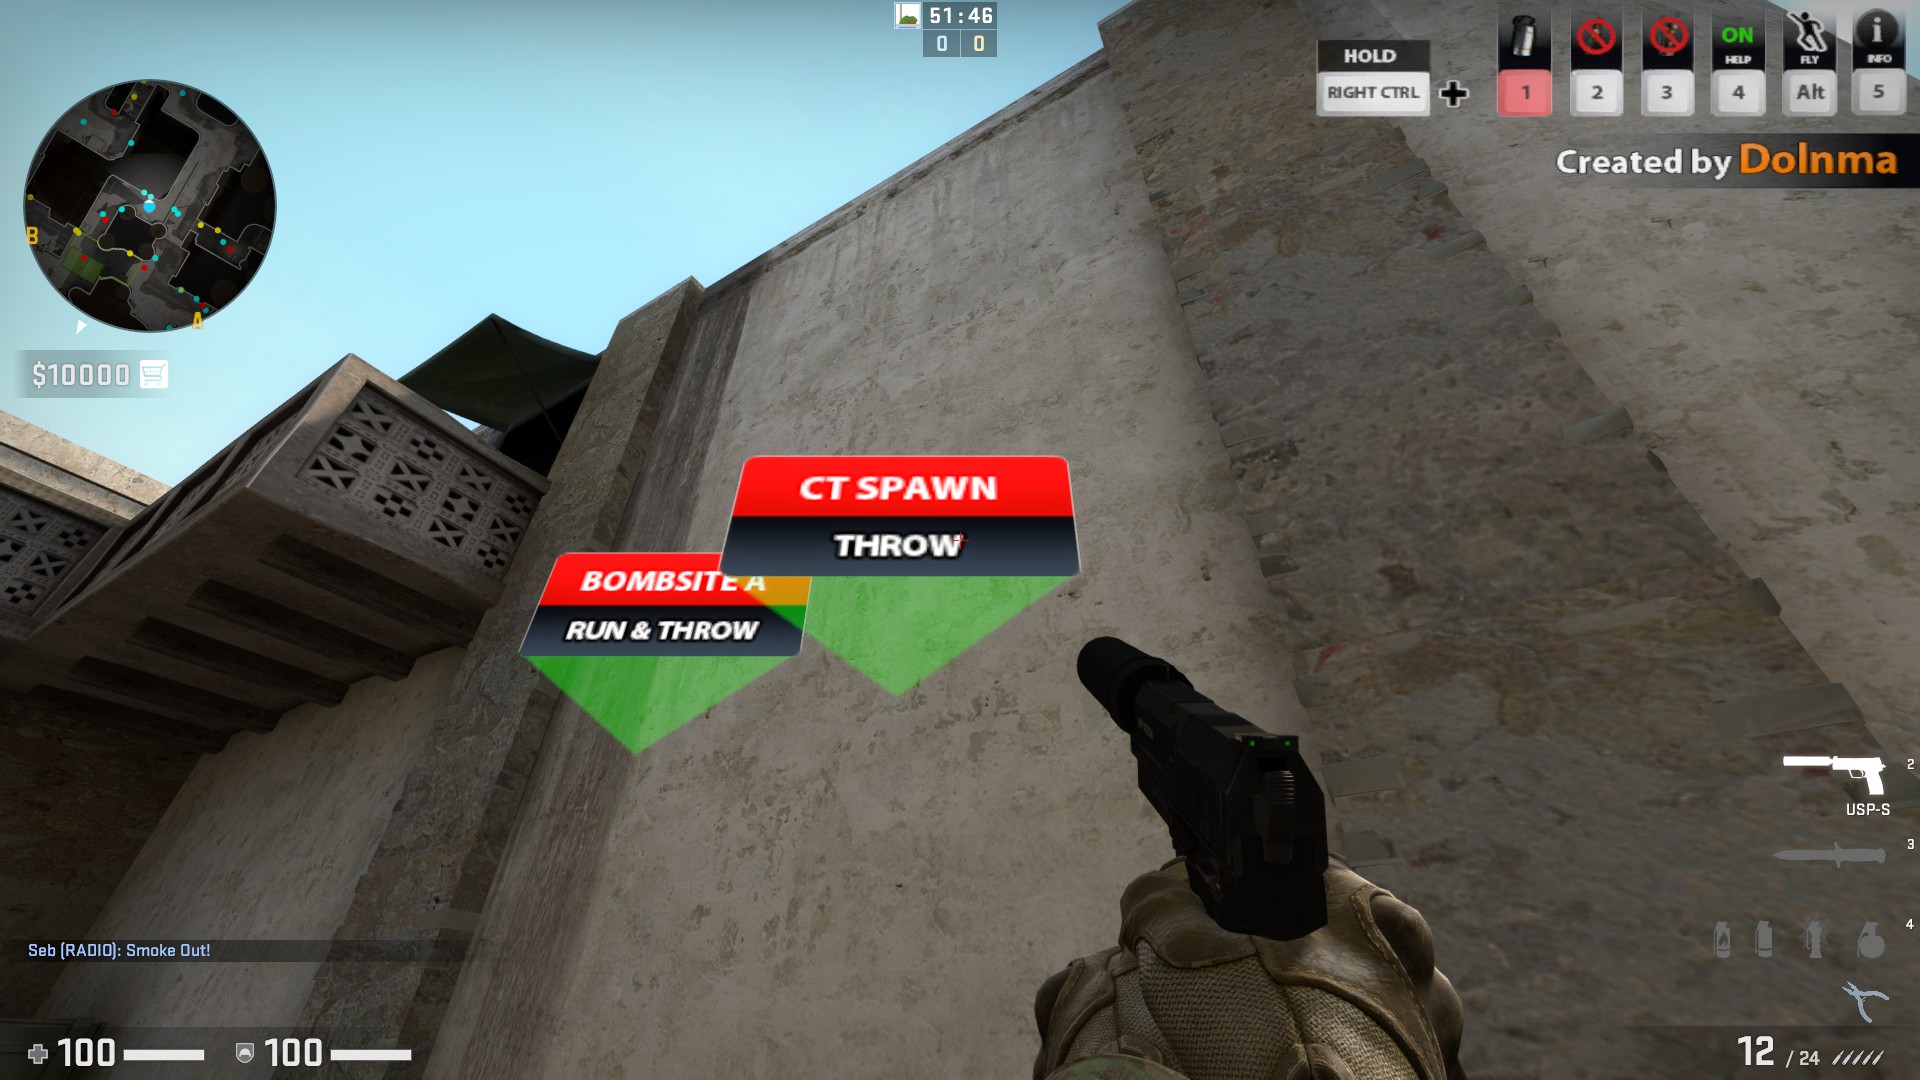 51:46
0 0
HOLD
RIGHT CTRL
1
2
3
ON
HELP
4
FLY
Alt
i
INFO
5
Created by Dolnma
B
A
$10000
CT SPAWN
THROW
BOMBSITE A
RUN & THROW
2
USP-S
3
4
Seb (RADIO): Smoke Out!
100
100
12 / 24